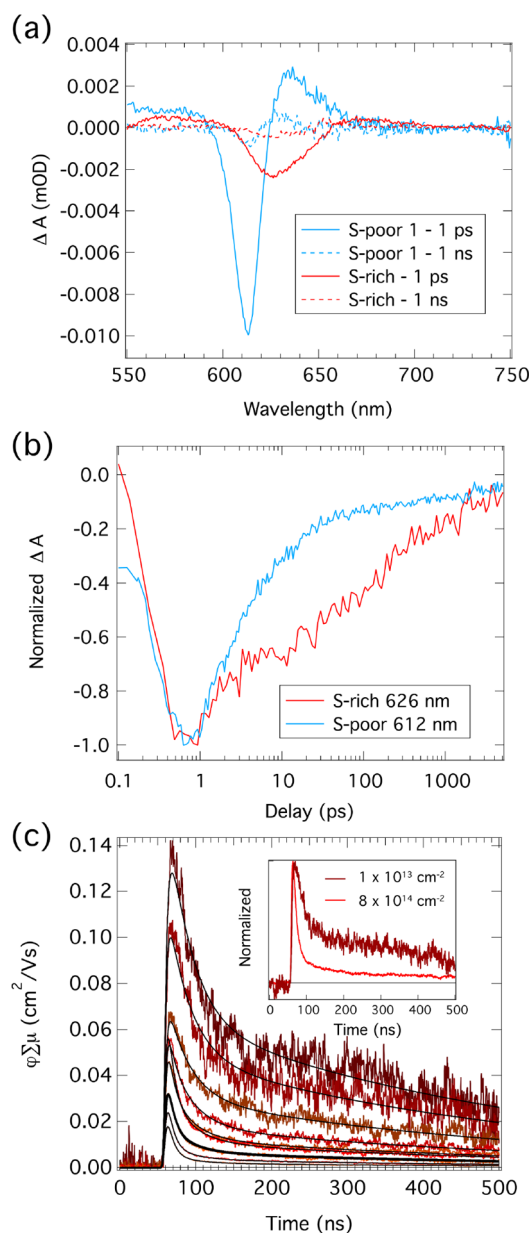 (a)
0.004
0.002
0.000
-0.002
-0.004
-0.006
-0.008
-0.010
Δ A (mOD)
S-poor 1 - 1 ps
S-poor 1 - 1 ns
S-rich - 1 ps
S-rich - 1 ns
550 600 650 700 750
Wavelength (nm)
(b)
0.0
-0.2
-0.4
-0.6
-0.8
-1.0
Normalized Δ A
S-rich 626 nm
S-poor 612 nm
0.1 1 10 100 1000
Delay (ps)
(c)
0.14
0.12
0.10
0.08
0.06
0.04
0.02
0.00
φΣμ (cm²/Vs)
Normalized
1 x 10¹³ cm⁻²
8 x 10¹⁴ cm⁻²
0 100 200 300 400 500
Time (ns)
0 100 200 300 400 500
Time (ns)